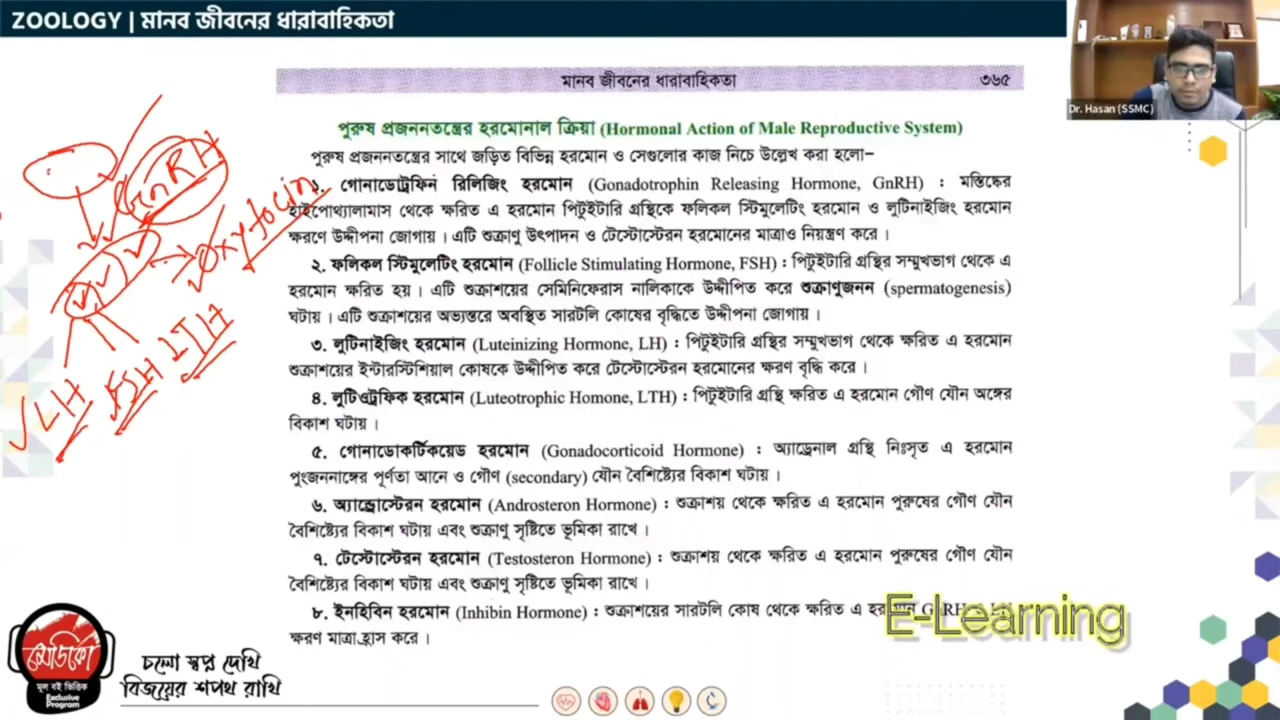 ZOOLOGY | মানব জীবনের ধারাবাহিকতা
Dr. Hasan (SSMC)
মানব জীবনের ধারাবাহিকতা ৩৬৫
পুরুষ প্রজননতন্ত্রের হরমোনাল ক্রিয়া (Hormonal Action of Male Reproductive System)
পুরুষ প্রজননতন্ত্রের সাথে জড়িত বিভিন্ন হরমোন ও সেগুলোর কাজ নিচে উল্লেখ করা হলো–
১. গোনাডোট্রফিন রিলিজিং হরমোন (Gonadotrophin Releasing Hormone, GnRH) : মস্তিষ্কের
হাইপোথ্যালামাস থেকে ক্ষরিত এ হরমোন পিটুইটারি গ্রন্থিকে ফলিকল স্টিমুলেটিং হরমোন ও লুটিনাইজিং হরমোন
ক্ষরণে উদ্দীপনা জোগায়। এটি শুক্রাণু উৎপাদন ও টেস্টোস্টেরন হরমোনের মাত্রাও নিয়ন্ত্রণ করে।
২. ফলিকল স্টিমুলেটিং হরমোন (Follicle Stimulating Hormone, FSH) : পিটুইটারি গ্রন্থির সম্মুখভাগ থেকে এ
হরমোন ক্ষরিত হয়। এটি শুক্রাশয়ের সেমিনিফেরাস নালিকাকে উদ্দীপিত করে শুক্রাণুজনন (spermatogenesis)
ঘটায়। এটি শুক্রাশয়ের অভ্যন্তরে অবস্থিত সারটলি কোষের বৃদ্ধিতে উদ্দীপনা জোগায়।
৩. লুটিনাইজিং হরমোন (Luteinizing Hormone, LH) : পিটুইটারি গ্রন্থির সম্মুখভাগ থেকে ক্ষরিত এ হরমোন
শুক্রাশয়ের ইন্টারস্টিশিয়াল কোষকে উদ্দীপিত করে টেস্টোস্টেরন হরমোনের ক্ষরণ বৃদ্ধি করে।
৪. লুটিওট্রফিক হরমোন (Luteotrophic Homone, LTH) : পিটুইটারি গ্রন্থি ক্ষরিত এ হরমোন গৌণ যৌন অঙ্গের
বিকাশ ঘটায়।
৫. গোনাডোকর্টিকয়েড হরমোন (Gonadocorticoid Hormone) : অ্যাড্রেনাল গ্রন্থি নিঃসৃত এ হরমোন
পুংজননাঙ্গের পূর্ণতা আনে ও গৌণ (secondary) যৌন বৈশিষ্ট্যের বিকাশ ঘটায়।
৬. অ্যান্ড্রোস্টেরন হরমোন (Androsteron Hormone) : শুক্রাশয় থেকে ক্ষরিত এ হরমোন পুরুষের গৌণ যৌন
বৈশিষ্ট্যের বিকাশ ঘটায় এবং শুক্রাণু সৃষ্টিতে ভূমিকা রাখে।
৭. টেস্টোস্টেরন হরমোন (Testosteron Hormone) : শুক্রাশয় থেকে ক্ষরিত এ হরমোন পুরুষের গৌণ যৌন
বৈশিষ্ট্যের বিকাশ ঘটায় এবং শুক্রাণু সৃষ্টিতে ভূমিকা রাখে।
৮. ইনহিবিন হরমোন (Inhibin Hormone) : শুক্রাশয়ের সারটলি কোষ থেকে ক্ষরিত এ
ক্ষরণ মাত্রা হ্রাস করে।
GnRH
Oxytocin
LH FSH LTH
E-Learning
মেডিকো
মূল বই ভিত্তিক
Exclusive
Program
চলো স্বপ্ন দেখি
বিজয়ের শপথ রাখি